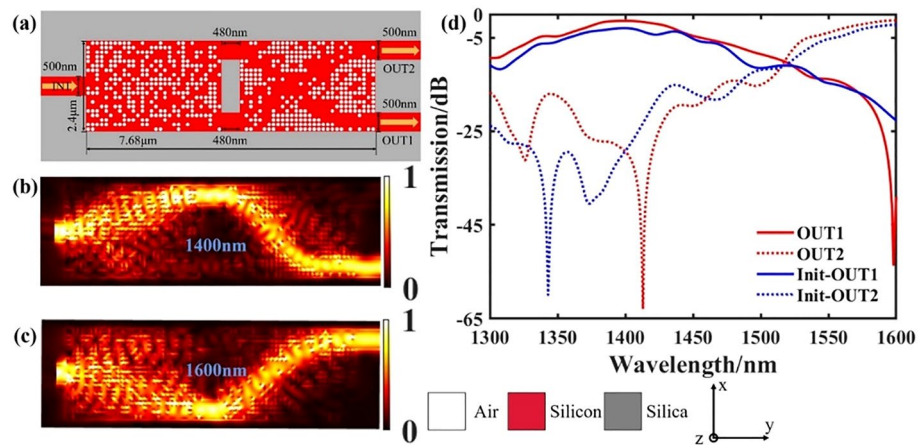 (a)
480nm
500nm
OUT2
500nm
IN1
2.4μm
500nm
OUT1
7.68μm
480nm
(b)
1400nm
1
0
(c)
1600nm
1
0
(d)
Transmission/dB
0
-5
-25
-45
-65
OUT1
OUT2
Init-OUT1
Init-OUT2
1300 1350 1400 1450 1500 1550 1600
Wavelength/nm
Air Silicon Silica
x
z y